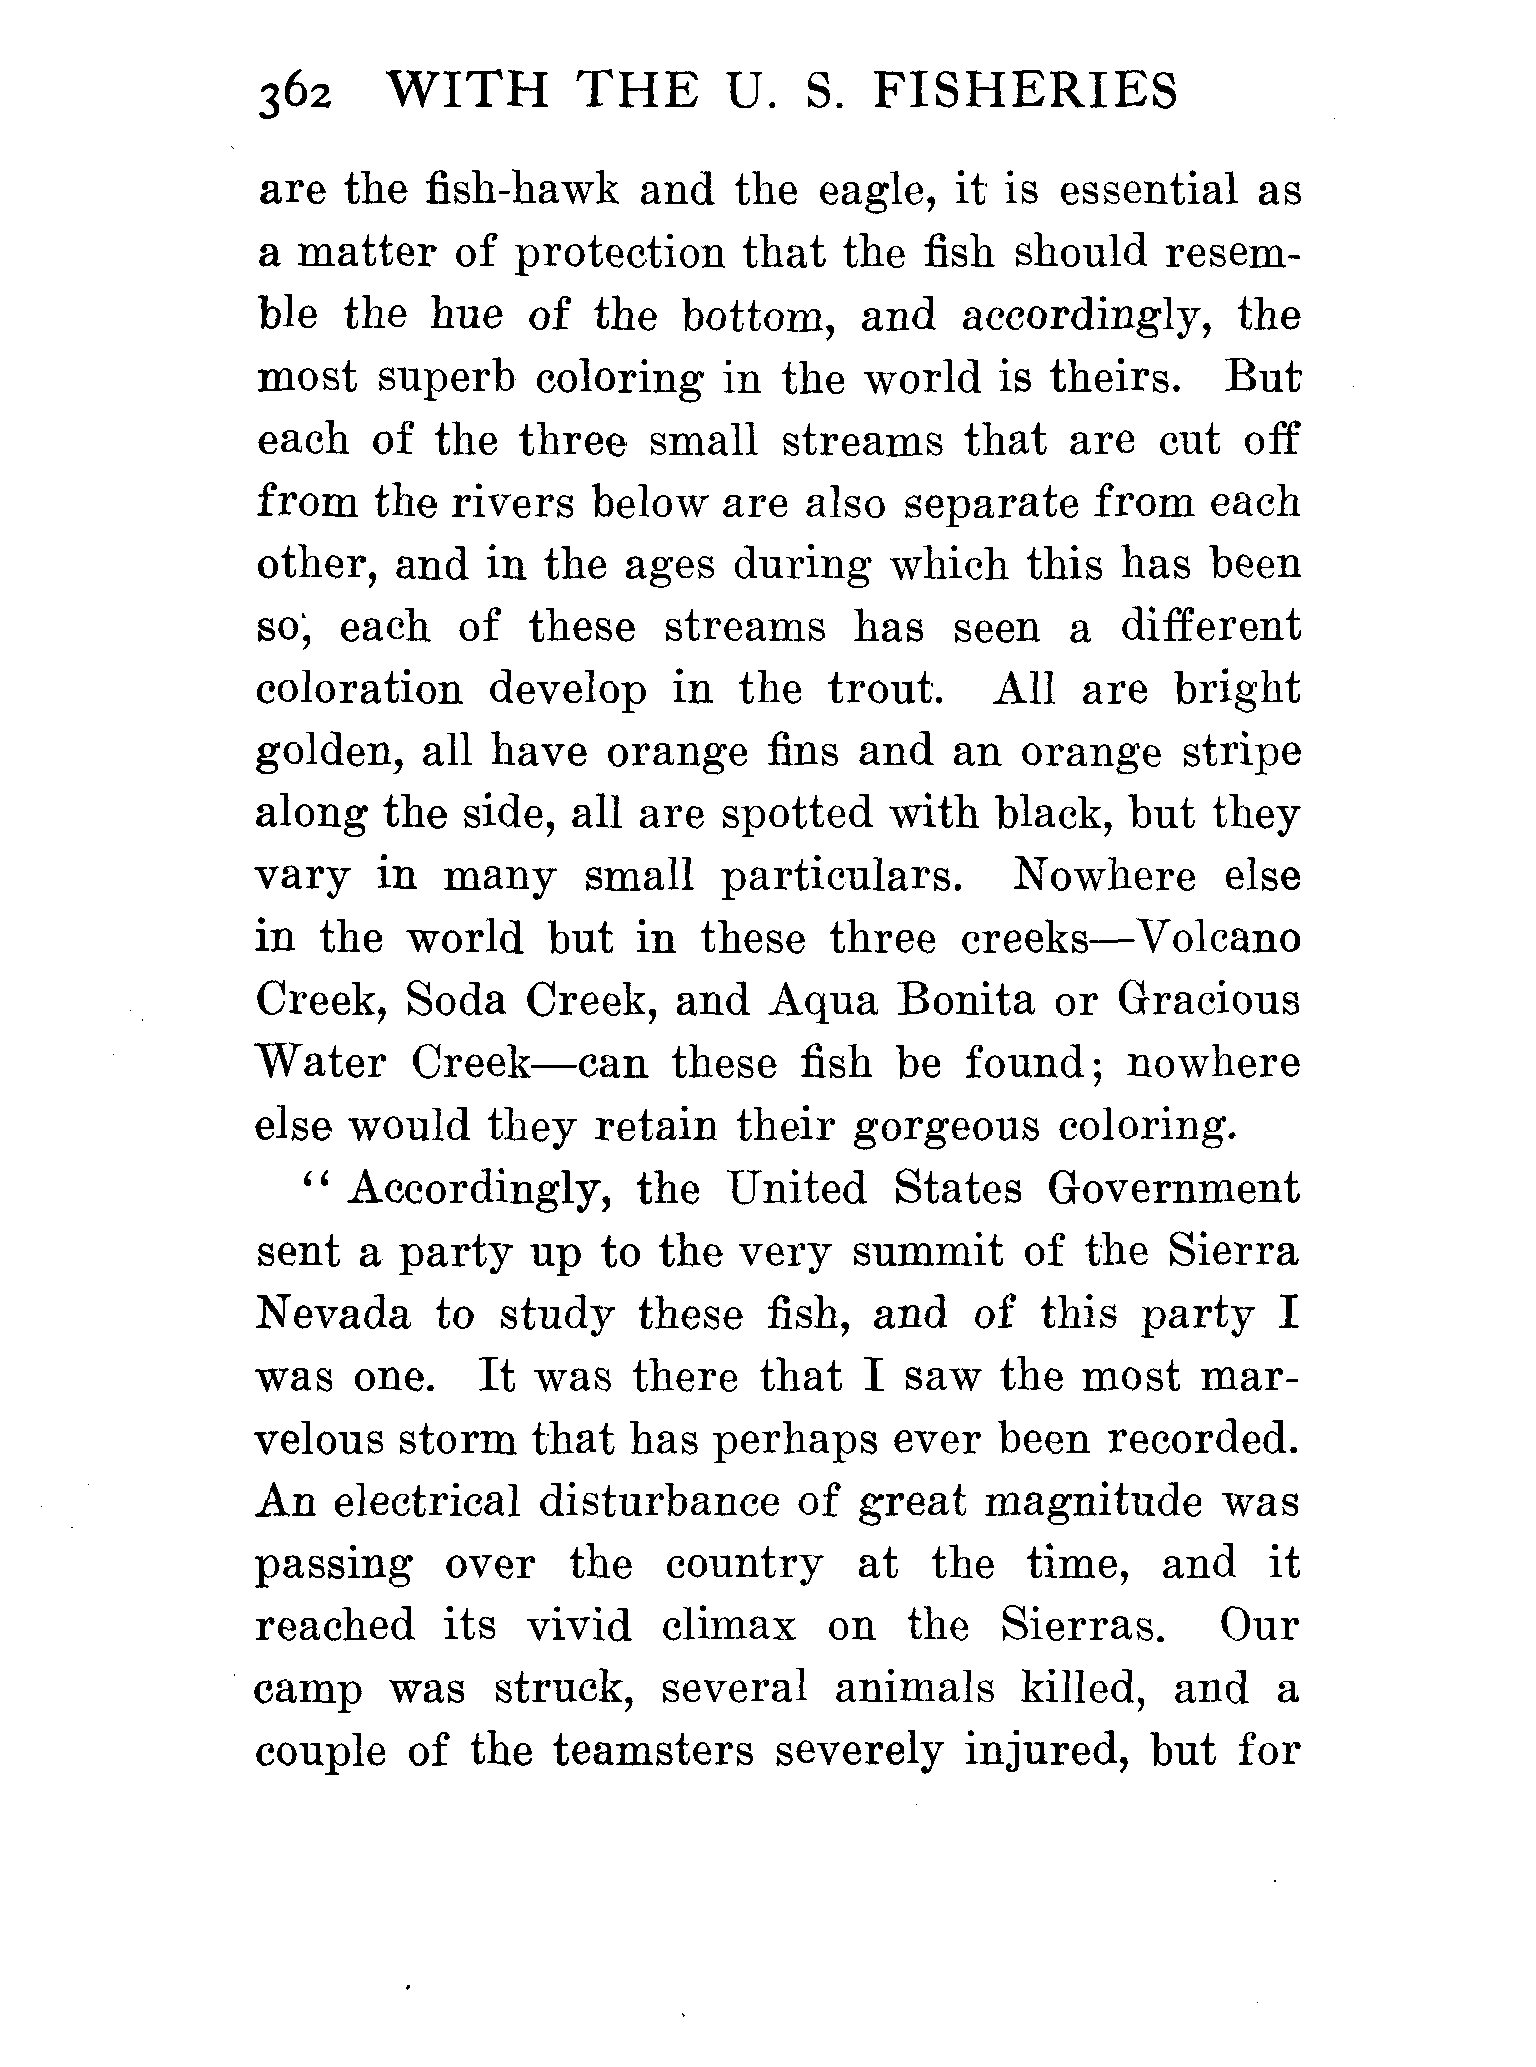 362 WITH THE U. S. FISHERIES
are the fish-hawk and the eagle, it is essential as
a matter of protection that the fish should resem-
ble the hue of the bottom, and accordingly, the
most superb coloring in the world is theirs. But
each of the three small streams that are cut off
from the rivers below are also separate from each
other, and in the ages during which this has been
so, each of these streams has seen a different
coloration develop in the trout. All are bright
golden, all have orange fins and an orange stripe
along the side, all are spotted with black, but they
vary in many small particulars. Nowhere else
in the world but in these three creeks—Volcano
Creek, Soda Creek, and Aqua Bonita or Gracious
Water Creek—can these fish be found; nowhere
else would they retain their gorgeous coloring.
“ Accordingly, the United States Government
sent a party up to the very summit of the Sierra
Nevada to study these fish, and of this party I
was one. It was there that I saw the most mar-
velous storm that has perhaps ever been recorded.
An electrical disturbance of great magnitude was
passing over the country at the time, and it
reached its vivid climax on the Sierras. Our
camp was struck, several animals killed, and a
couple of the teamsters severely injured, but for